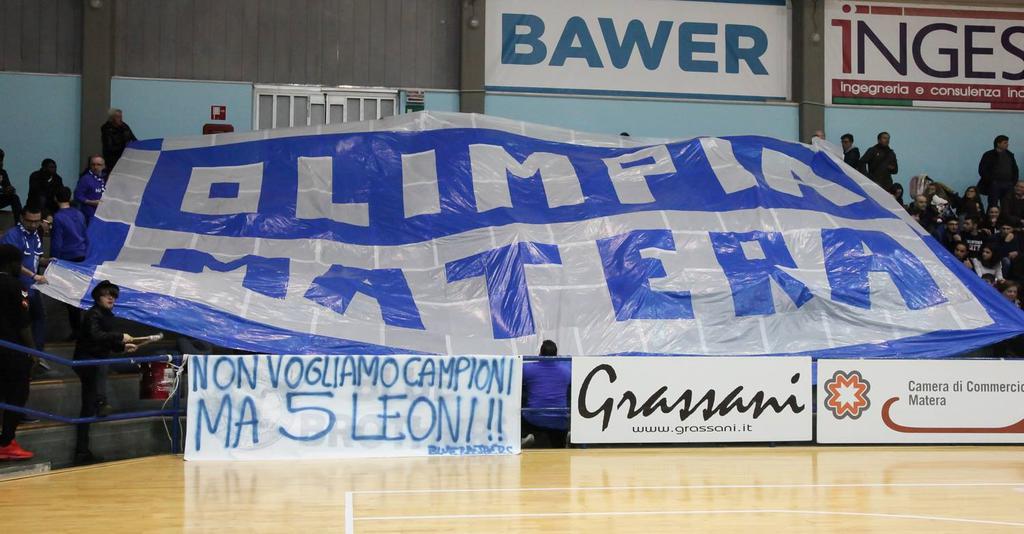 BAWER
INGES
ingegneria e consulenza
OLIMPIA
MATERA
NON VOGLIAMO CAMPIONI
MA 5 LEONI!!
Grassani
www.grassani.it
Camera di Commercio
Matera